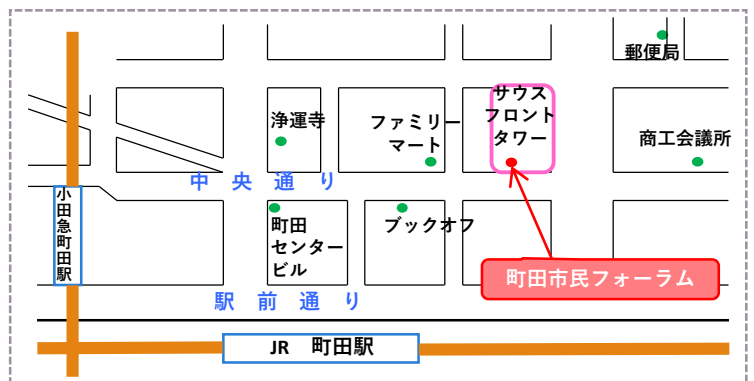 郵便局
サウス
フロント
タワー
浄運寺
ファミリー
マート
商工会議所
中央通り
小田急町田駅
町田
センター
ビル
ブックオフ
町田市民フォーラム
駅前通り
JR 町田駅